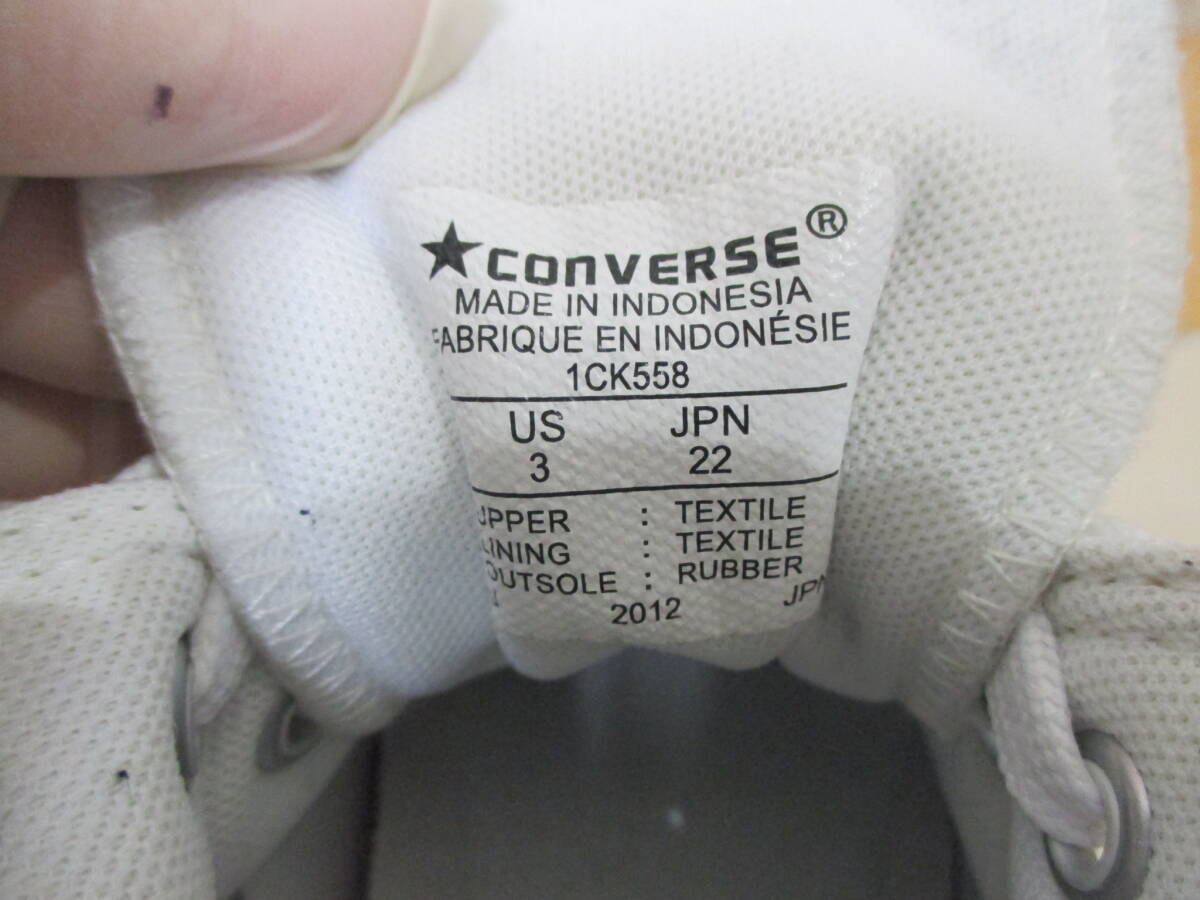 ★CONVERSE®
MADE IN INDONESIA
FABRIQUE EN INDONÉSIE
1CK558
US JPN
3 22
UPPER : TEXTILE
LINING : TEXTILE
OUTSOLE : RUBBER
2012 JPN